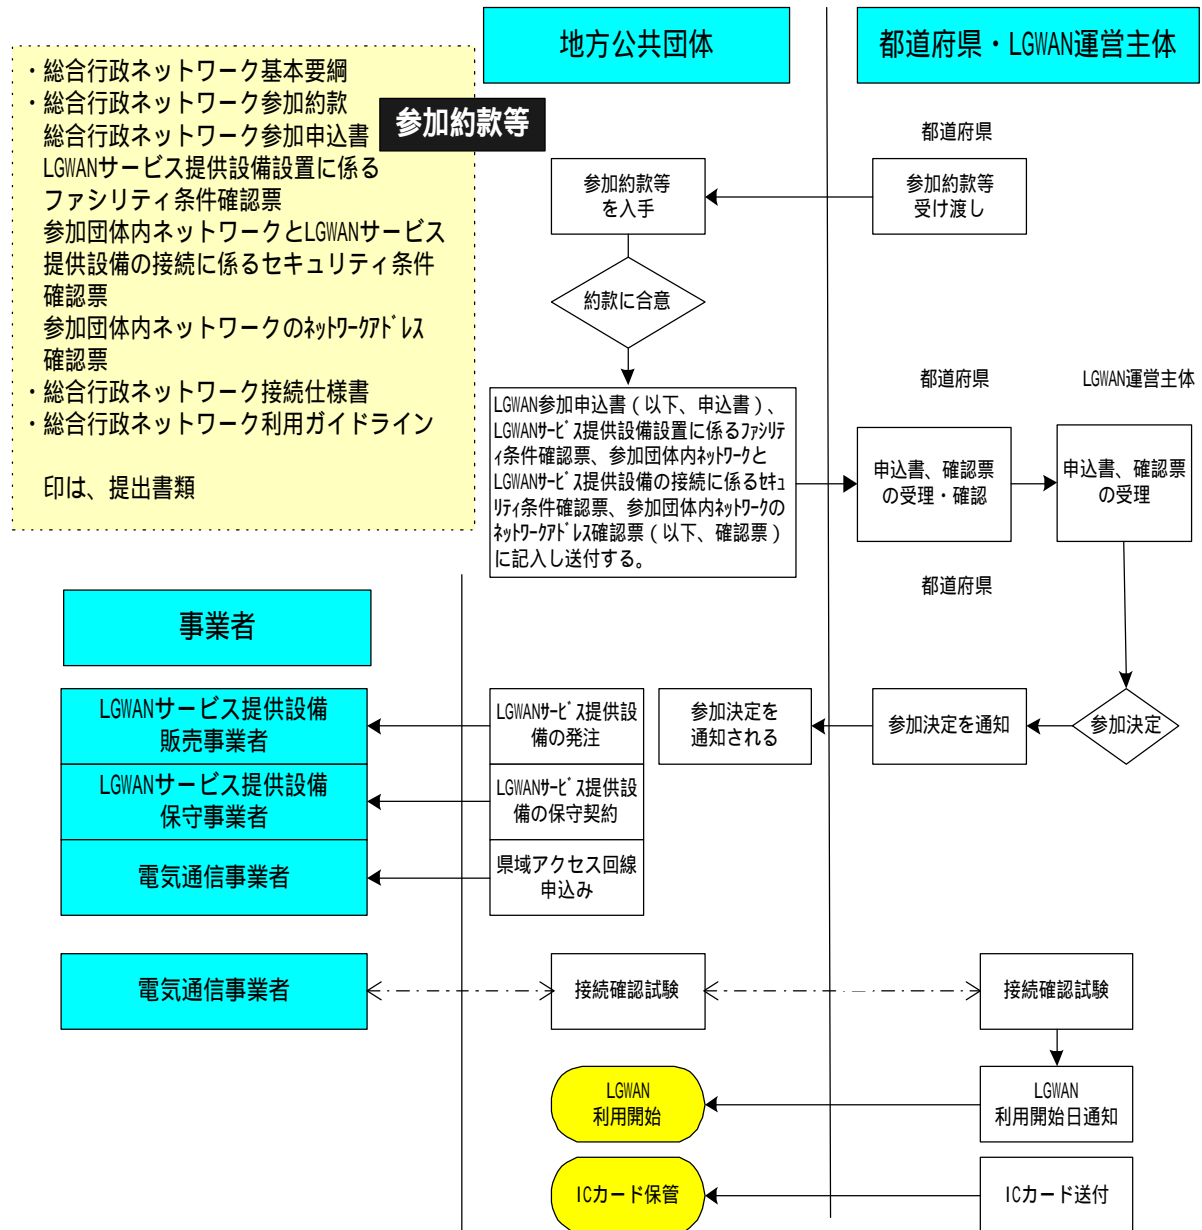 地方公共団体
都道府県・LGWAN運営主体
・総合行政ネットワーク基本要綱
・総合行政ネットワーク参加約款
総合行政ネットワーク参加申込書
LGWANサービス提供設備設置に係る
ファシリティ条件確認票
参加団体内ネットワークとLGWANサービス
提供設備の接続に係るセキュリティ条件
確認票
参加団体内ネットワークのネットワークアドレス
確認票
・総合行政ネットワーク接続仕様書
・総合行政ネットワーク利用ガイドライン
印は、提出書類
参加約款等
都道府県
参加約款等
を入手
参加約款等
受け渡し
約款に合意
都道府県
LGWAN運営主体
LGWAN参加申込書(以下、申込書)、
LGWANサービス提供設備設置に係るファシリテ
ィ条件確認票、参加団体内ネットワークと
LGWANサービス提供設備の接続に係るセキュ
リティ条件確認票、参加団体内ネットワークの
ネットワークアドレス確認票(以下、確認票)
に記入し送付する。
申込書、確認票
の受理・確認
申込書、確認票
の受理
都道府県
事業者
LGWANサービス提供設備
販売事業者
LGWANサービス提供設
備の発注
参加決定を
通知される
参加決定を通知
参加決定
LGWANサービス提供設備
保守事業者
LGWANサービス提供設
備の保守契約
電気通信事業者
県域アクセス回線
申込み
電気通信事業者
接続確認試験
接続確認試験
LGWAN
利用開始
LGWAN
利用開始日通知
ICカード保管
ICカード送付